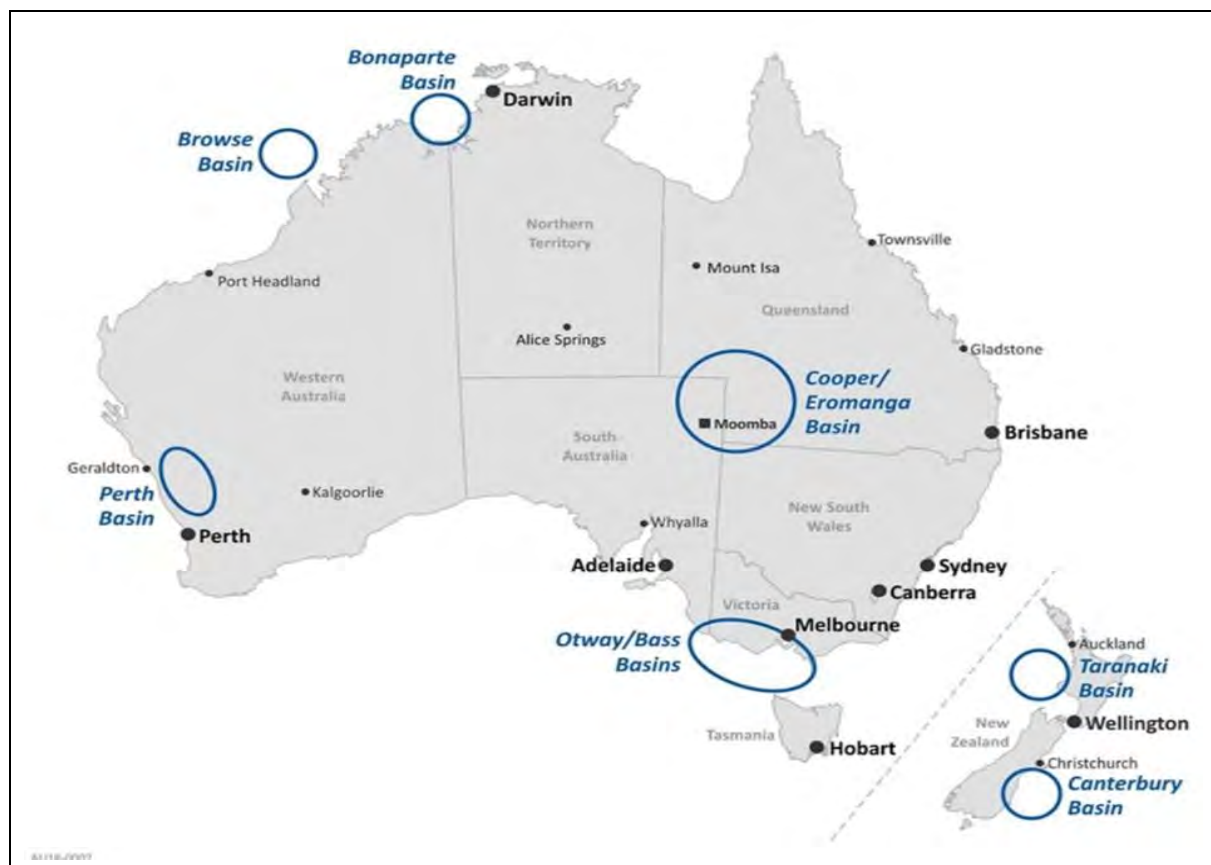 Bonaparte
Basin
Darwin
Browse
Basin
Northern
Territory
Townsville
Mount Isa
Port Headland
Queensland
Alice Springs
Gladstone
Western
Australia
Cooper/
Eromanga
Basin
Moomba
Brisbane
South
Australia
Geraldton
Kalgoorlie
Perth
Basin
New South
Wales
Whyalla
Perth
Adelaide
Sydney
Canberra
Victoria
Melbourne
Otway/Bass
Basins
Auckland
Taranaki
Basin
Tasmania
Hobart
New
Zealand
Wellington
Christchurch
Canterbury
Basin